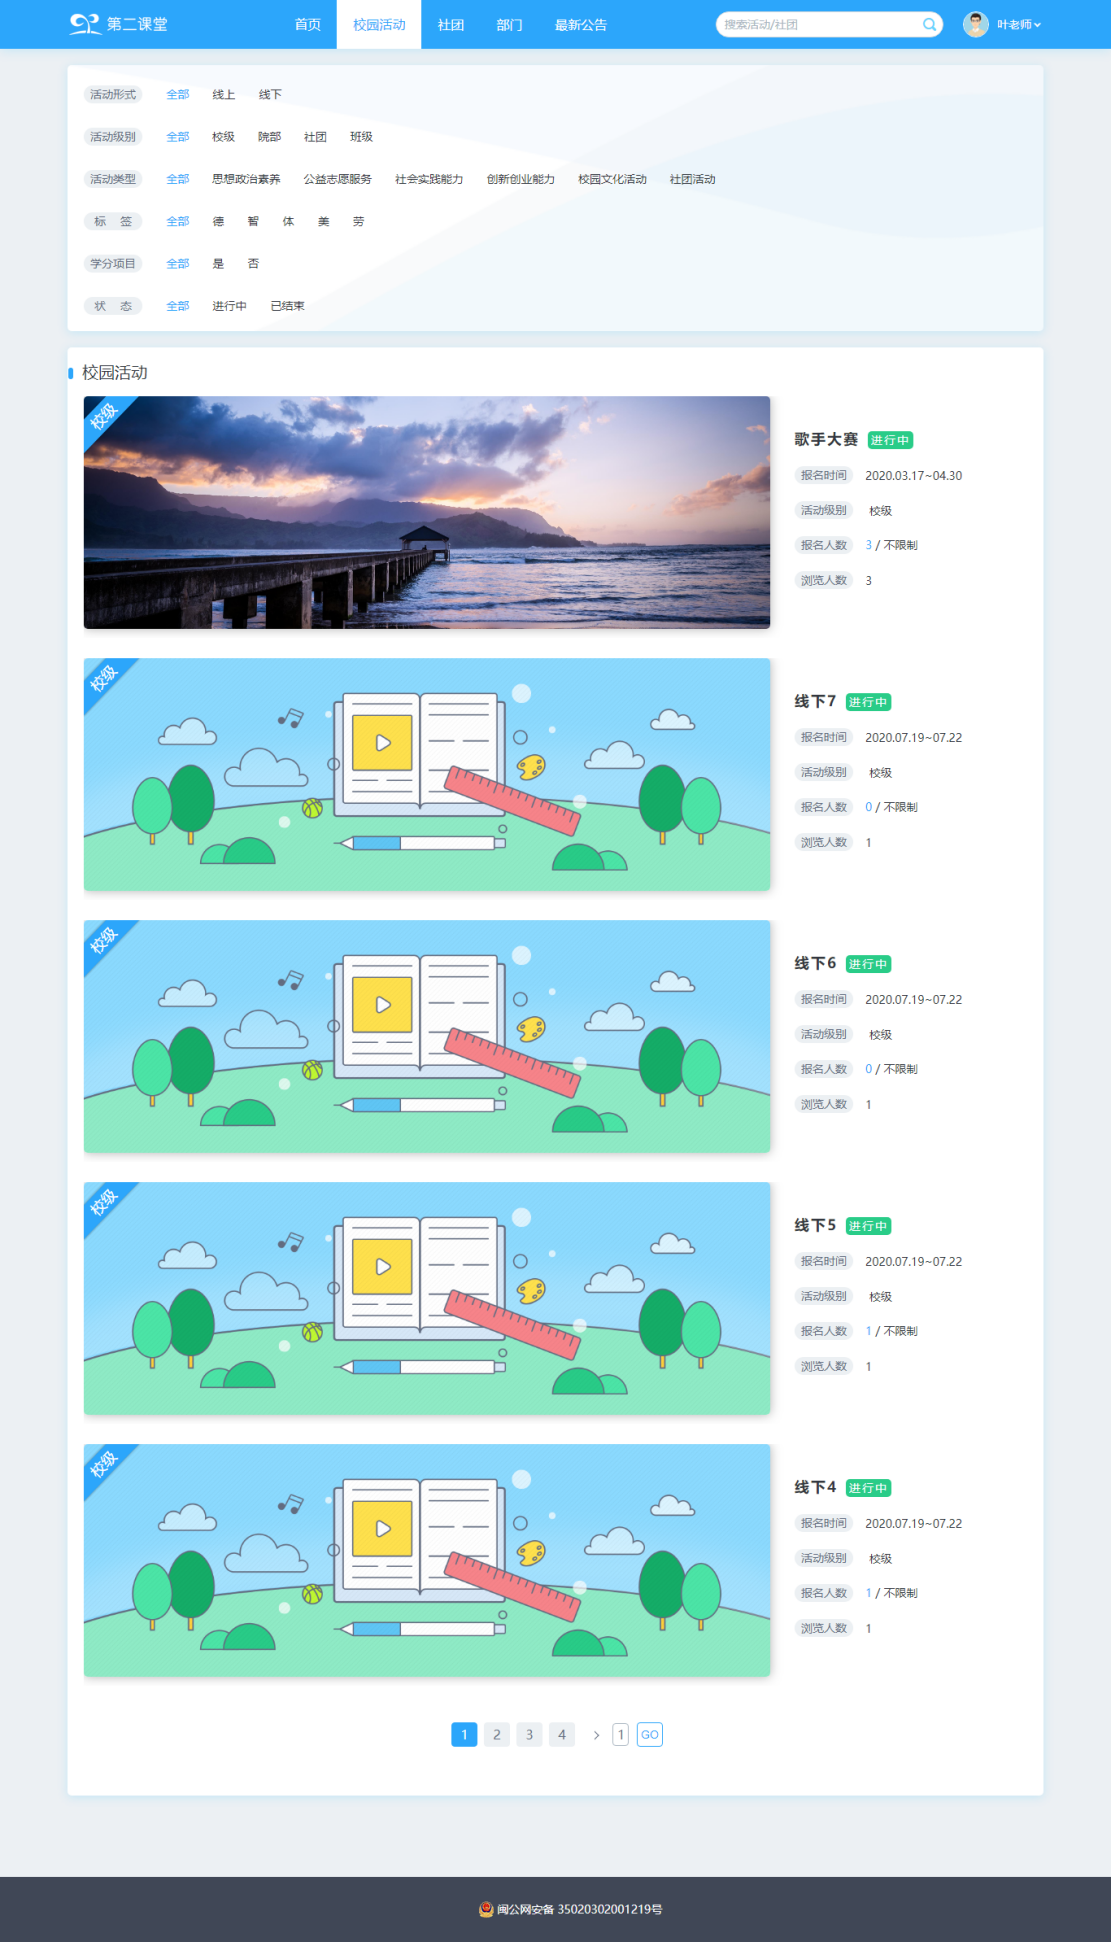 第二课堂 首页 校园活动 社团 部门 最新公告 搜索活动/社团 叶老师
活动形式 全部 线上 线下
活动级别 全部 校级 院部 社团 班级
活动类型 全部 思想政治素养 公益志愿服务 社会实践能力 创新创业能力 校园文化活动 社团活动
标 签 全部 德 智 体 美 劳
学分项目 全部 是 否
状 态 全部 进行中 已结束
校园活动
校级
歌手大赛 进行中
报名时间 2020.03.17~04.30
活动级别 校级
报名人数 3 / 不限制
浏览人数 3
校级
线下7 进行中
报名时间 2020.07.19~07.22
活动级别 校级
报名人数 0 / 不限制
浏览人数 1
校级
线下6 进行中
报名时间 2020.07.19~07.22
活动级别 校级
报名人数 0 / 不限制
浏览人数 1
校级
线下5 进行中
报名时间 2020.07.19~07.22
活动级别 校级
报名人数 1 / 不限制
浏览人数 1
校级
线下4 进行中
报名时间 2020.07.19~07.22
活动级别 校级
报名人数 1 / 不限制
浏览人数 1
1 2 3 4 > 1 GO
闽公网安备 35020302001219号